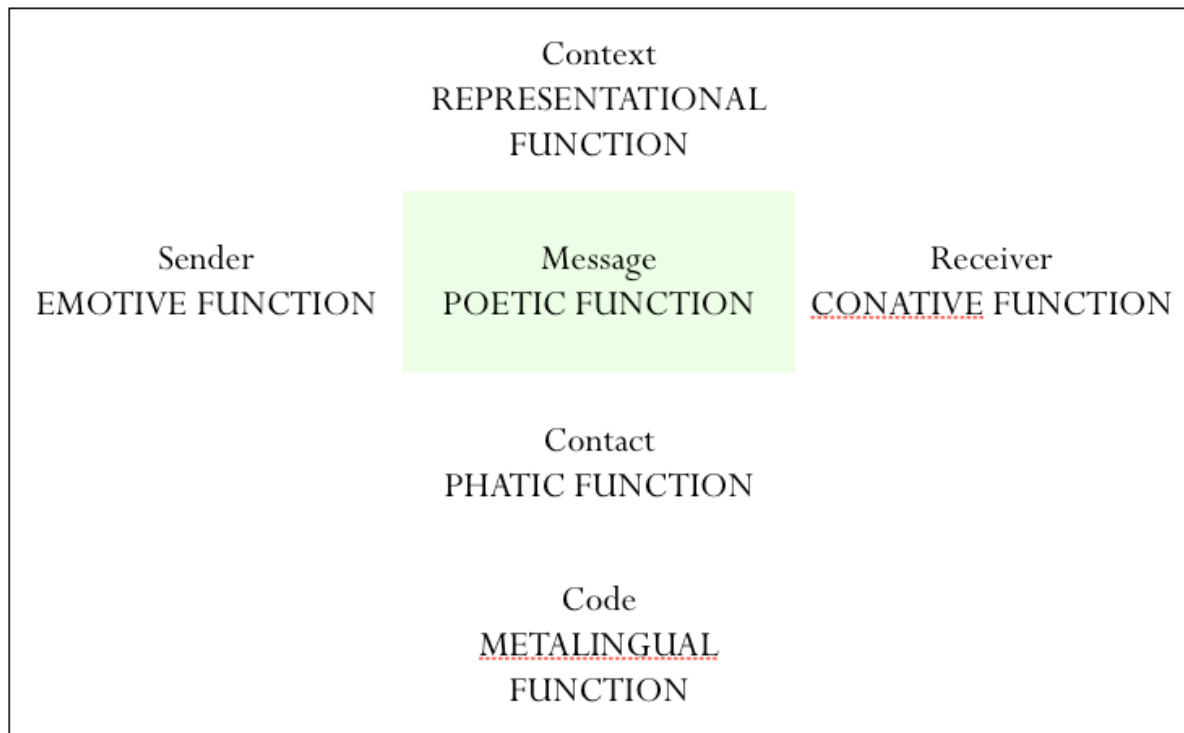 Context
REPRESENTATIONAL
FUNCTION
Sender
EMOTIVE FUNCTION
Message
POETIC FUNCTION
Receiver
CONATIVE FUNCTION
Contact
PHATIC FUNCTION
Code
METALINGUAL
FUNCTION